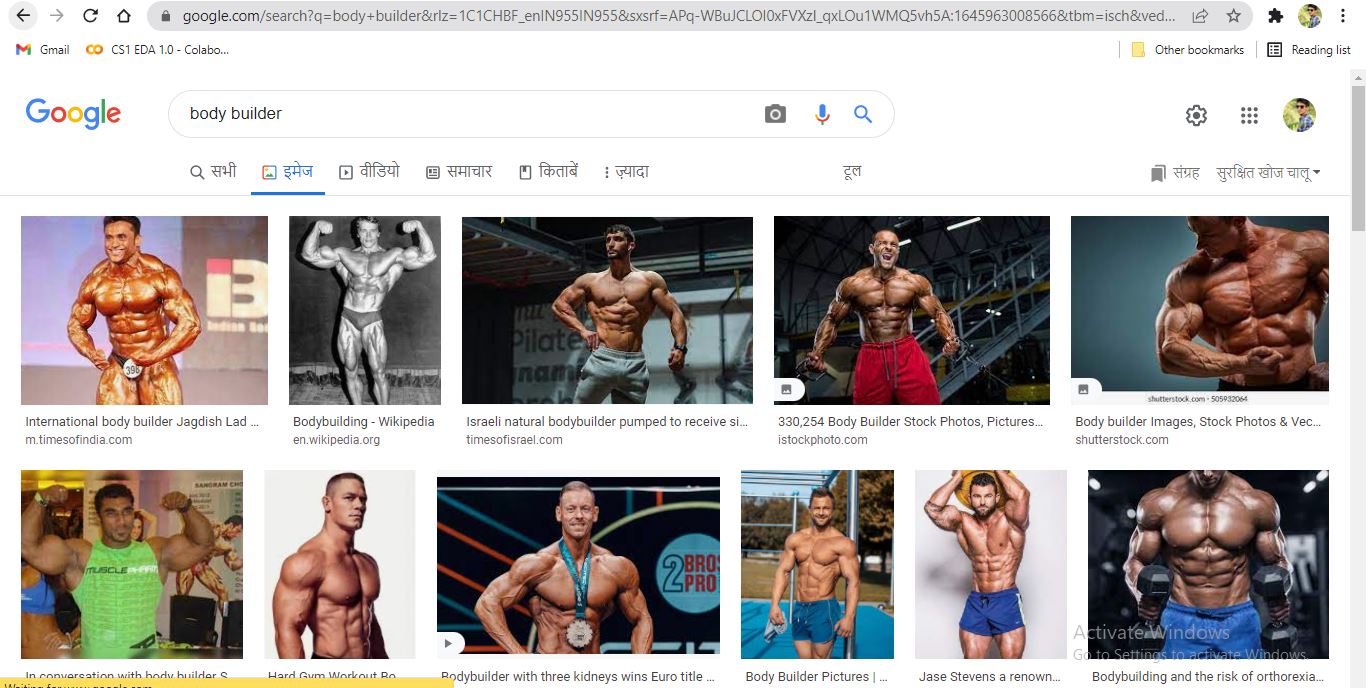 google.com/search?q=body+builder&rlz=1C1CHBF_enIN955IN955&sxsrf=APq-WBuJCLOI0xFVXzI_qxLOu1WMQ5vh5A:1645963008566&tbm=isch&ved...
Gmail CS1 EDA 1.0 - Colabo... Other bookmarks Reading list
Google body builder
सभी इमेज वीडियो समाचार किताबें ज़्यादा टूल संग्रह सुरक्षित खोज चालू
396
Pilate
shutterstock.com • 505932064
International body builder Jagdish Lad ... Bodybuilding - Wikipedia Israeli natural bodybuilder pumped to receive si... 330,254 Body Builder Stock Photos, Pictures... Body builder Images, Stock Photos & Vec...
m.timesofindia.com en.wikipedia.org timesofisrael.com istockphoto.com shutterstock.com
SANGRAM CHO
MUSCLEPHARM
2 BROS
PRO
Activate Windows
Go to Settings to activate Windows.
In conversation with body builder S Hard Gym Workout Bo Bodybuilder with three kidneys wins Euro title ... Body Builder Pictures | ... Jase Stevens a renown... Bodybuilding and the risk of orthorexia...